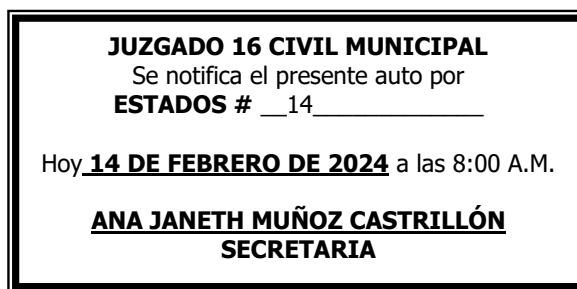 JUZGADO 16 CIVIL MUNICIPAL
Se notifica el presente auto por
ESTADOS # __14_____________
Hoy 14 DE FEBRERO DE 2024 a las 8:00 A.M.
ANA JANETH MUÑOZ CASTRILLÓN
SECRETARIA